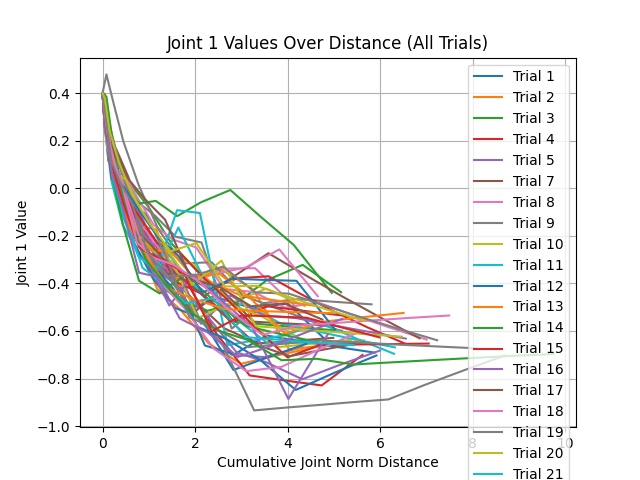 Joint 1 Values Over Distance (All Trials)
Joint 1 Value
0.4
0.2
0.0
−0.2
−0.4
−0.6
−0.8
−1.0
0
2
4
6
8
10
Cumulative Joint Norm Distance
Trial 1
Trial 2
Trial 3
Trial 4
Trial 5
Trial 7
Trial 8
Trial 9
Trial 10
Trial 11
Trial 12
Trial 13
Trial 14
Trial 15
Trial 16
Trial 17
Trial 18
Trial 19
Trial 20
Trial 21